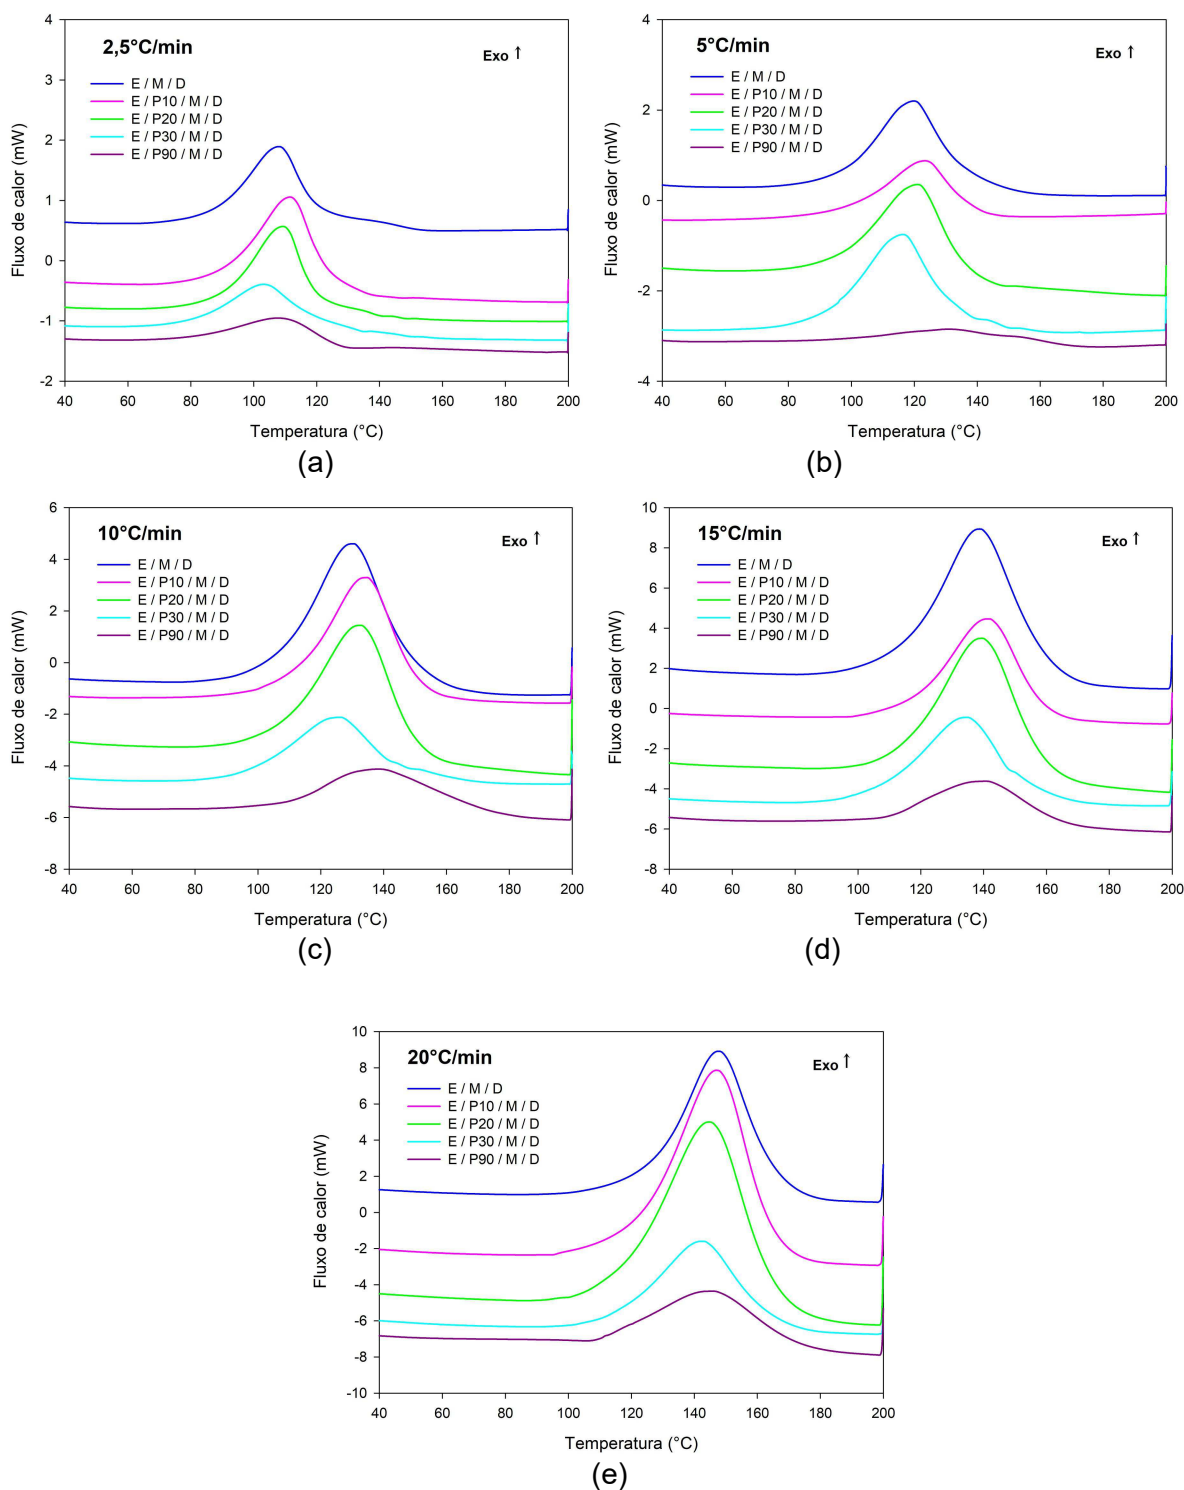 2,5°C/min
Exo ↑
E / M / D
E / P10 / M / D
E / P20 / M / D
E / P30 / M / D
E / P90 / M / D
Fluxo de calor (mW)
4
3
2
1
0
-1
-2
40 60 80 100 120 140 160 180 200
Temperatura (°C)
(a)
5°C/min
Exo ↑
E / M / D
E / P10 / M / D
E / P20 / M / D
E / P30 / M / D
E / P90 / M / D
Fluxo de calor (mW)
4
2
0
-2
-4
40 60 80 100 120 140 160 180 200
Temperatura (°C)
(b)
10°C/min
Exo ↑
E / M / D
E / P10 / M / D
E / P20 / M / D
E / P30 / M / D
E / P90 / M / D
Fluxo de calor (mW)
6
4
2
0
-2
-4
-6
-8
40 60 80 100 120 140 160 180 200
Temperatura (°C)
(c)
15°C/min
Exo ↑
E / M / D
E / P10 / M / D
E / P20 / M / D
E / P30 / M / D
E / P90 / M / D
Fluxo de calor (mW)
10
8
6
4
2
0
-2
-4
-6
-8
40 60 80 100 120 140 160 180 200
Temperatura (°C)
(d)
20°C/min
Exo ↑
E / M / D
E / P10 / M / D
E / P20 / M / D
E / P30 / M / D
E / P90 / M / D
Fluxo de calor (mW)
10
8
6
4
2
0
-2
-4
-6
-8
-10
40 60 80 100 120 140 160 180 200
Temperatura (°C)
(e)